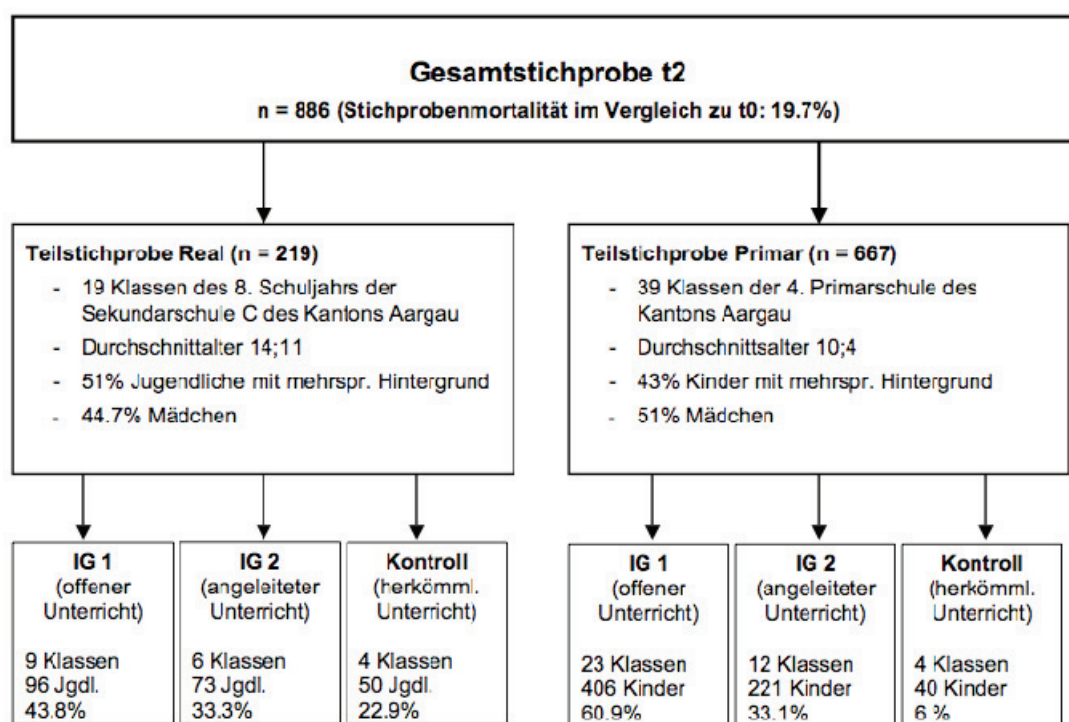 Gesamtstichprobe t2
n = 886 (Stichprobenmortalität im Vergleich zu t0: 19.7%)
Teilstichprobe Real (n = 219)
- 19 Klassen des 8. Schuljahrs der
Sekundarschule C des Kantons Aargau
- Durchschnittalter 14;11
- 51% Jugendliche mit mehrspr. Hintergrund
- 44.7% Mädchen
Teilstichprobe Primar (n = 667)
- 39 Klassen der 4. Primarschule des
Kantons Aargau
- Durchschnittsalter 10;4
- 43% Kinder mit mehrspr. Hintergrund
- 51% Mädchen
IG 1
(offener
Unterricht)
9 Klassen
96 Jgdl.
43.8%
IG 2
(angeleiteter
Unterricht)
6 Klassen
73 Jgdl.
33.3%
Kontroll
(herkömml.
Unterricht)
4 Klassen
50 Jgdl.
22.9%
IG 1
(offener
Unterricht)
23 Klassen
406 Kinder
60.9%
IG 2
(angeleiteter
Unterricht)
12 Klassen
221 Kinder
33.1%
Kontroll
(herkömml.
Unterricht)
4 Klassen
40 Kinder
6 %